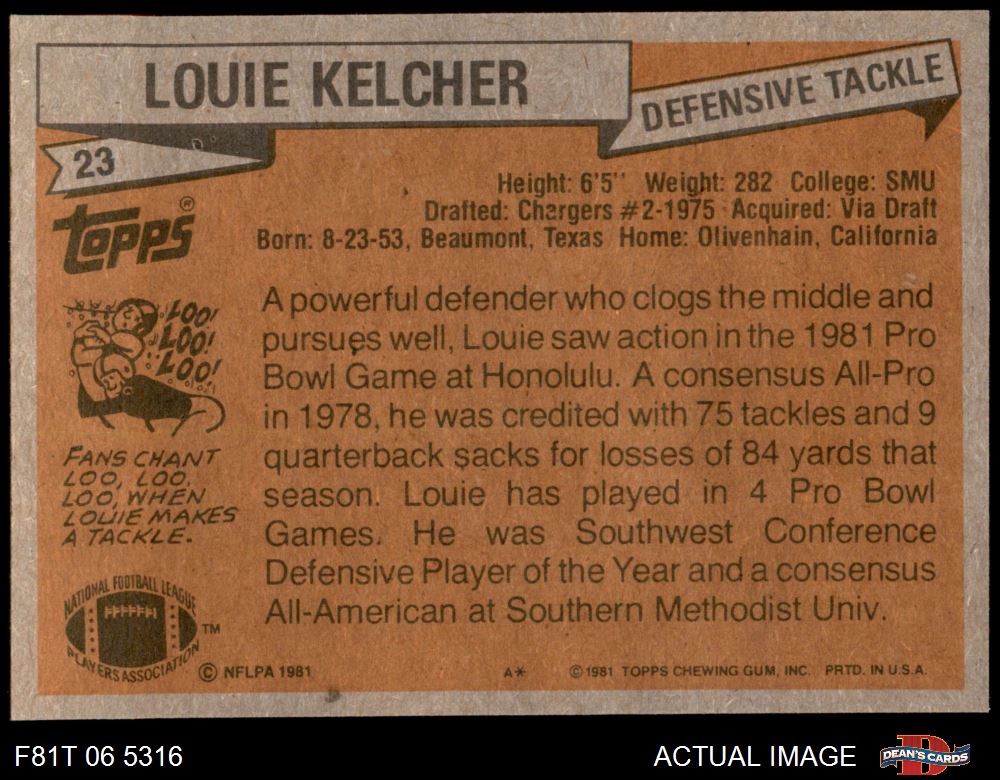 LOUIE KELCHER
DEFENSIVE TACKLE
23
Topps®
Height: 6'5'' Weight: 282 College: SMU
Drafted: Chargers #2-1975 Acquired: Via Draft
Born: 8-23-53, Beaumont, Texas Home: Olivenhain, California
LOO!
LOO!
LOO!
FANS CHANT
LOO, LOO,
LOO, WHEN
LOUIE MAKES
A TACKLE.
A powerful defender who clogs the middle and
pursues well, Louie saw action in the 1981 Pro
Bowl Game at Honolulu. A consensus All-Pro
in 1978, he was credited with 75 tackles and 9
quarterback sacks for losses of 84 yards that
season. Louie has played in 4 Pro Bowl
Games. He was Southwest Conference
Defensive Player of the Year and a consensus
All-American at Southern Methodist Univ.
NATIONAL FOOTBALL LEAGUE
PLAYERS ASSOCIATION
TM
© NFLPA 1981
A*
© 1981 TOPPS CHEWING GUM, INC. PRTD. IN U.S.A.
F81T 06 5316
ACTUAL IMAGE
DEAN'S CARDS